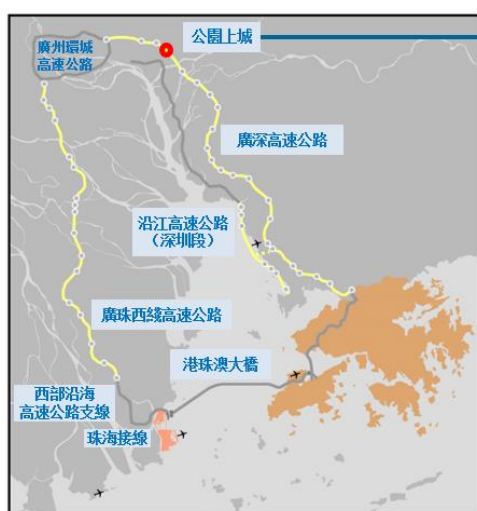 公園上城
廣州環城
高速公路
廣深高速公路
沿江高速公路
（深圳段）
廣珠西綫高速公路
港珠澳大橋
西部沿海
高速公路支線
珠海接線